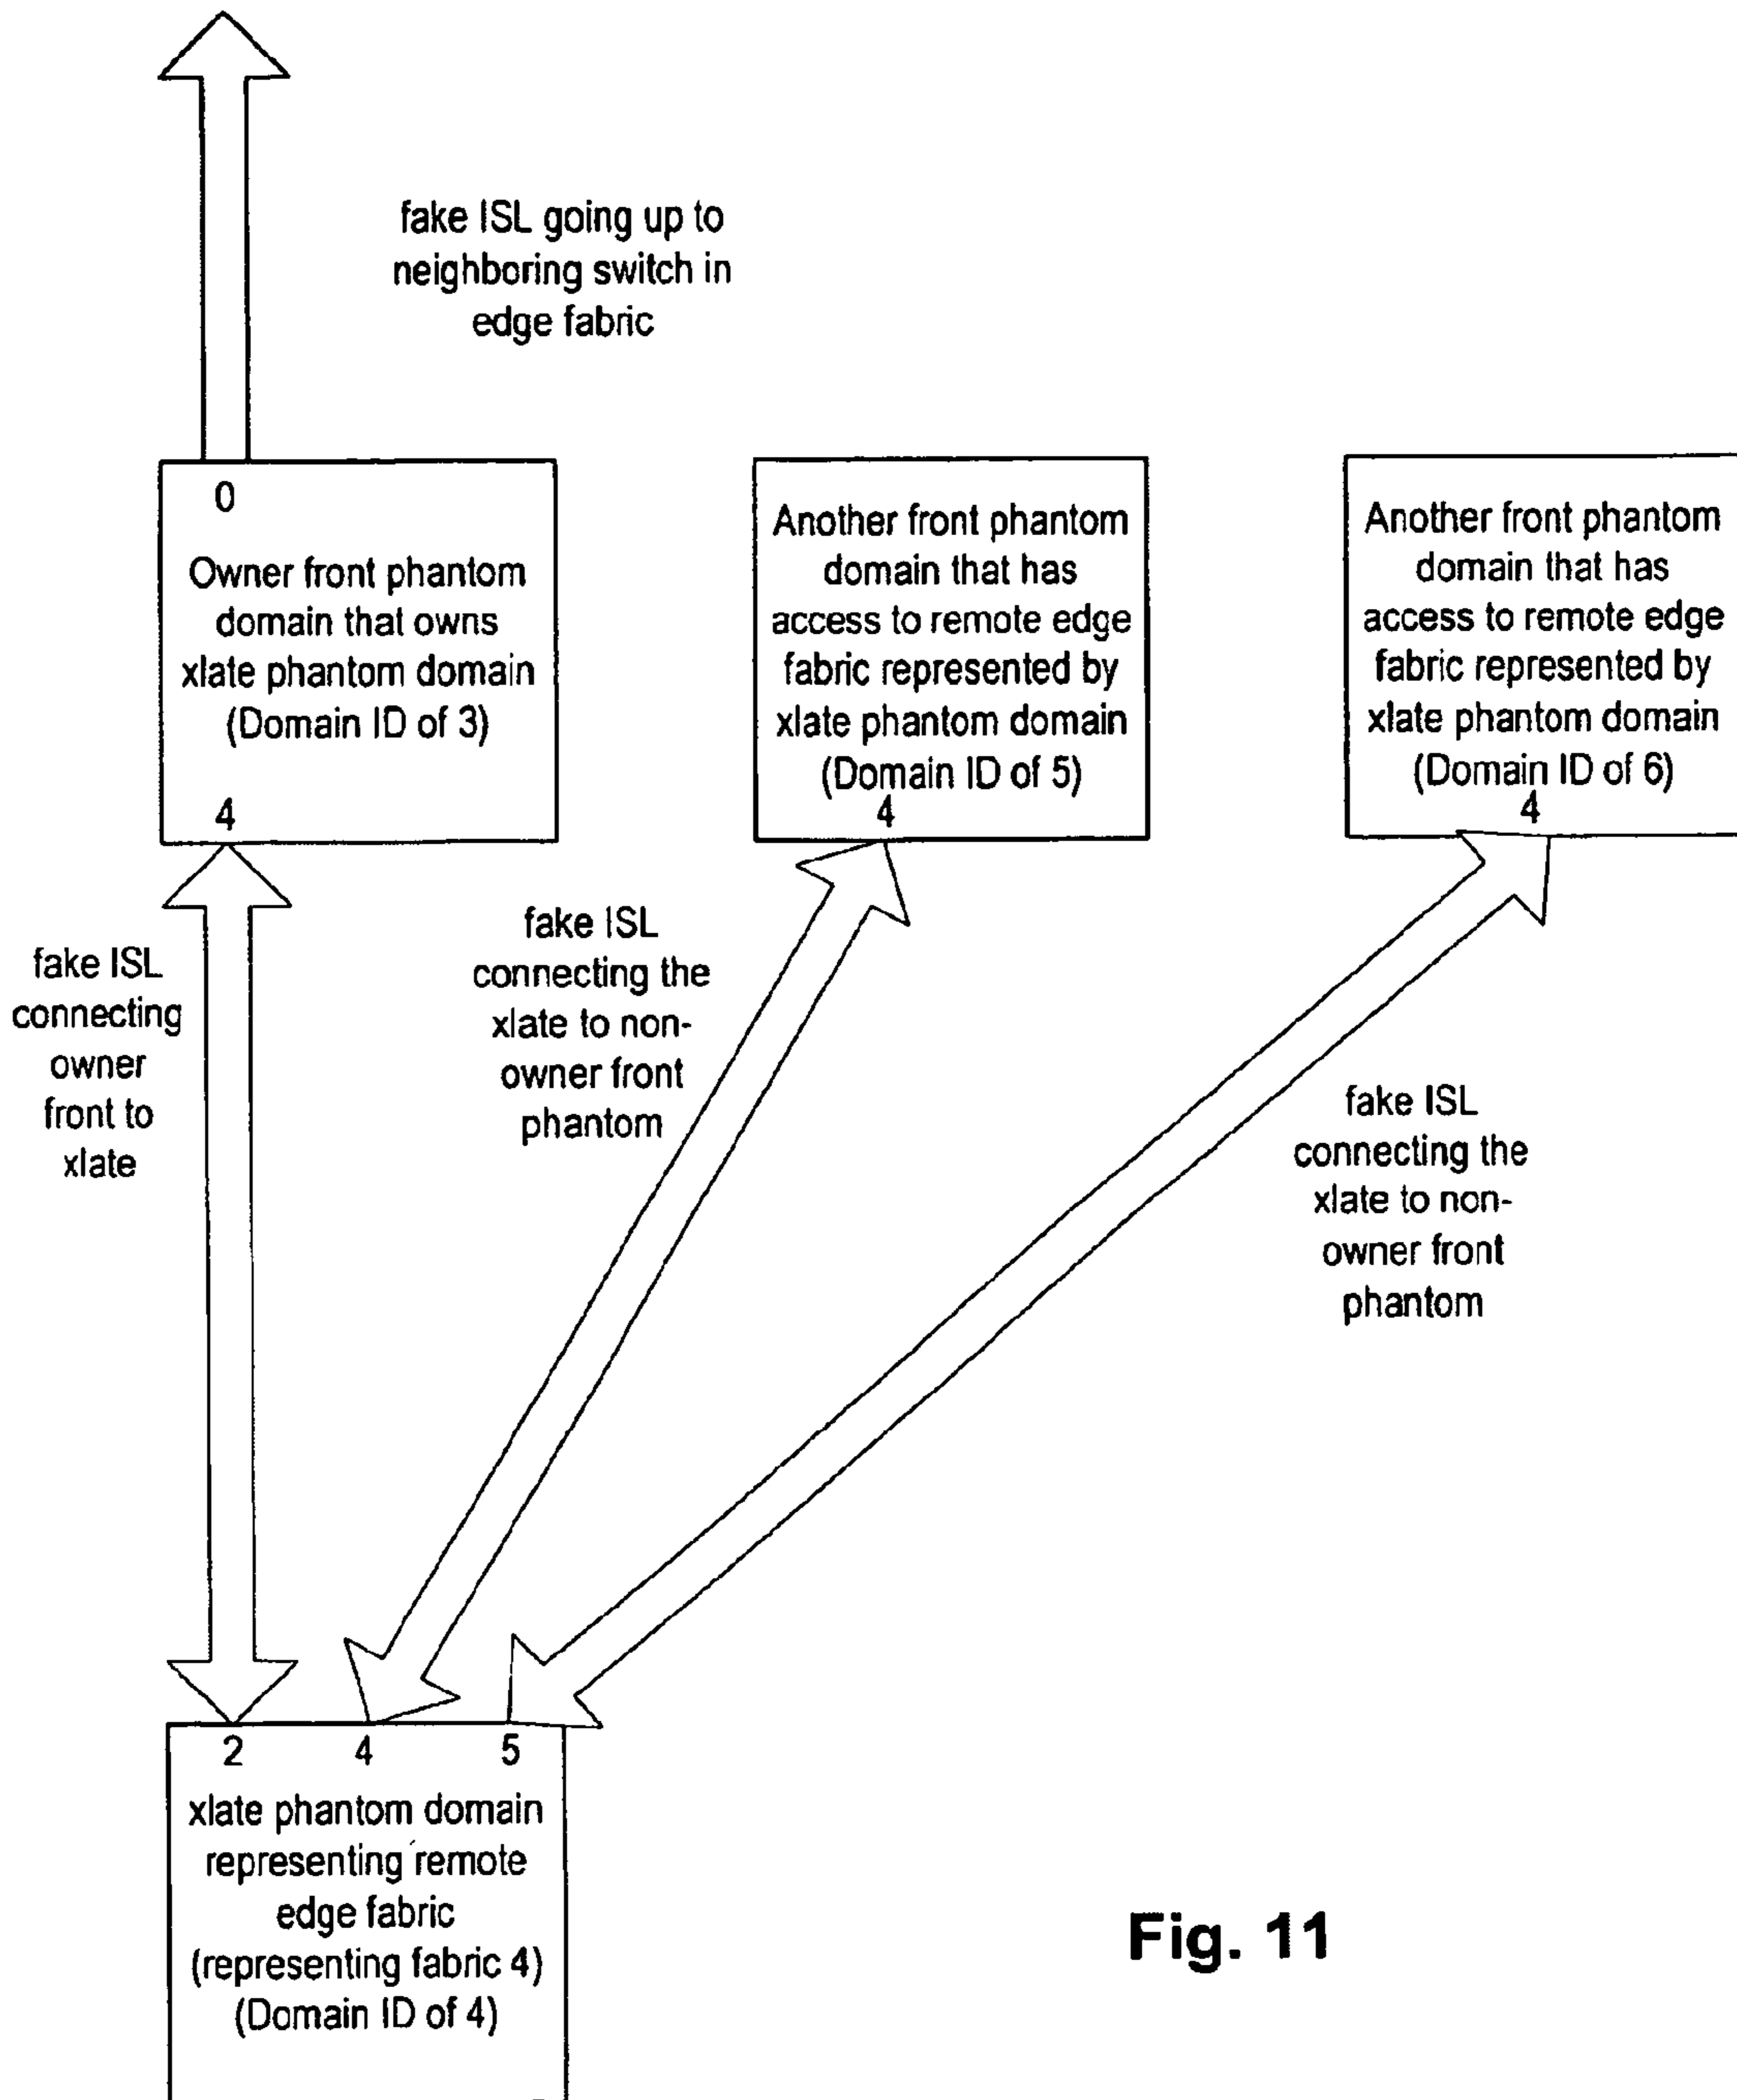 fake ISL going up to
neighboring switch in
edge fabric
0
Owner front phantom
domain that owns
xlate phantom domain
(Domain ID of 3)
4
Another front phantom
domain that has
access to remote edge
fabric represented by
xlate phantom domain
(Domain ID of 5)
4
Another front phantom
domain that has
access to remote edge
fabric represented by
xlate phantom domain
(Domain ID of 6)
4
fake ISL
connecting
owner
front to
xlate
fake ISL
connecting the
xlate to non-
owner front
phantom
fake ISL
connecting the
xlate to non-
owner front
phantom
2 4 5
xlate phantom domain
representing remote
edge fabric
(representing fabric 4)
(Domain ID of 4)
Fig. 11